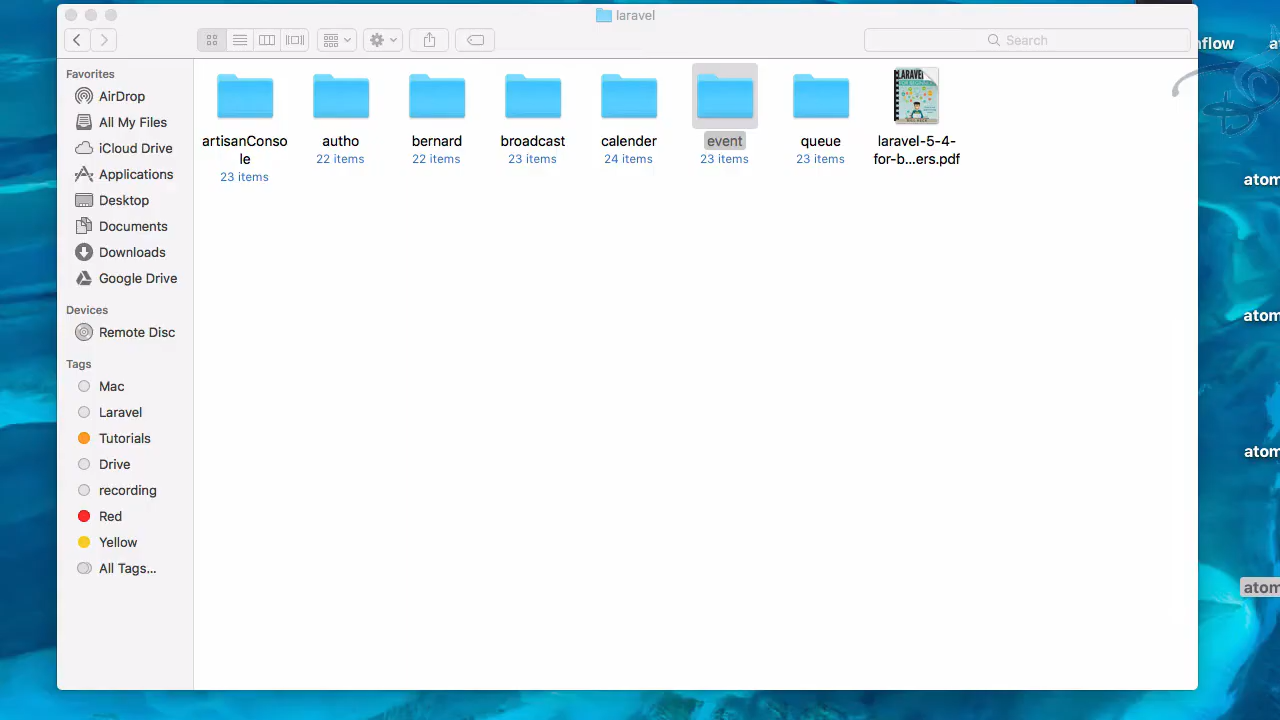 laravel
Search
Favorites
AirDrop
All My Files
iCloud Drive
Applications
Desktop
Documents
Downloads
Google Drive
Devices
Remote Disc
Tags
Mac
Laravel
Tutorials
Drive
recording
Red
Yellow
All Tags...
artisanConso
le
23 items
autho
22 items
bernard
22 items
broadcast
23 items
calender
24 items
event
23 items
queue
23 items
LARAVEL
laravel-5-4-
for-b...ers.pdf
nflow
atom
atom
atom
atom